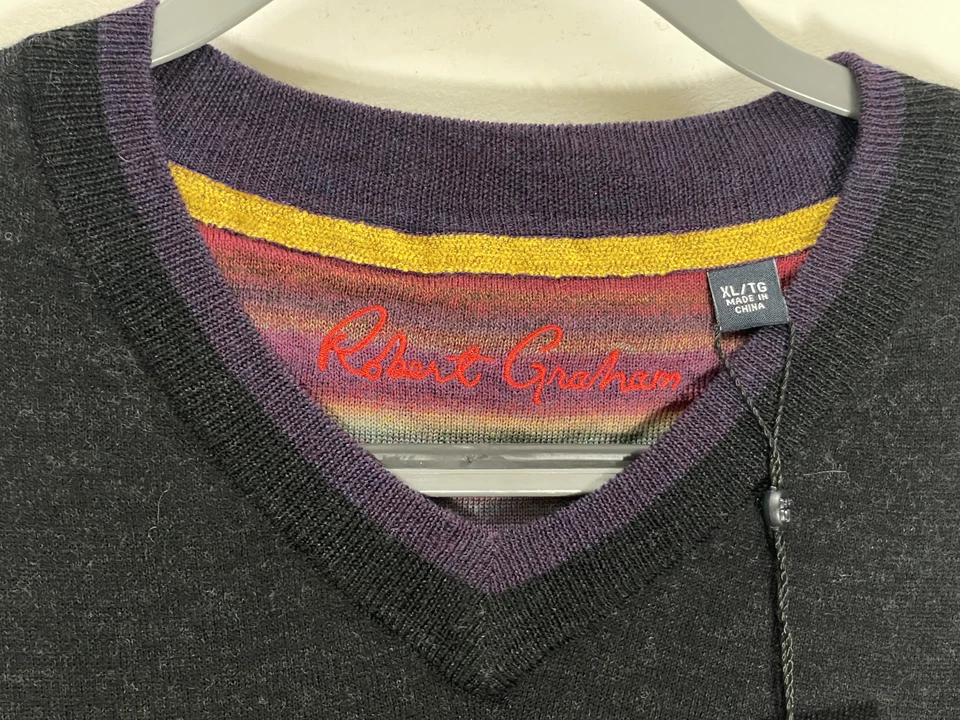 Robert Graham
XL/TG
MADE IN
CHINA